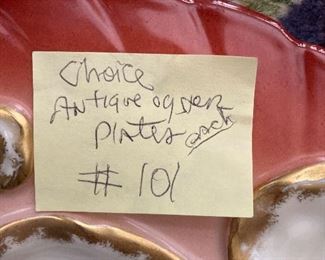 Choice
Antique oyster
Plates each
# 101